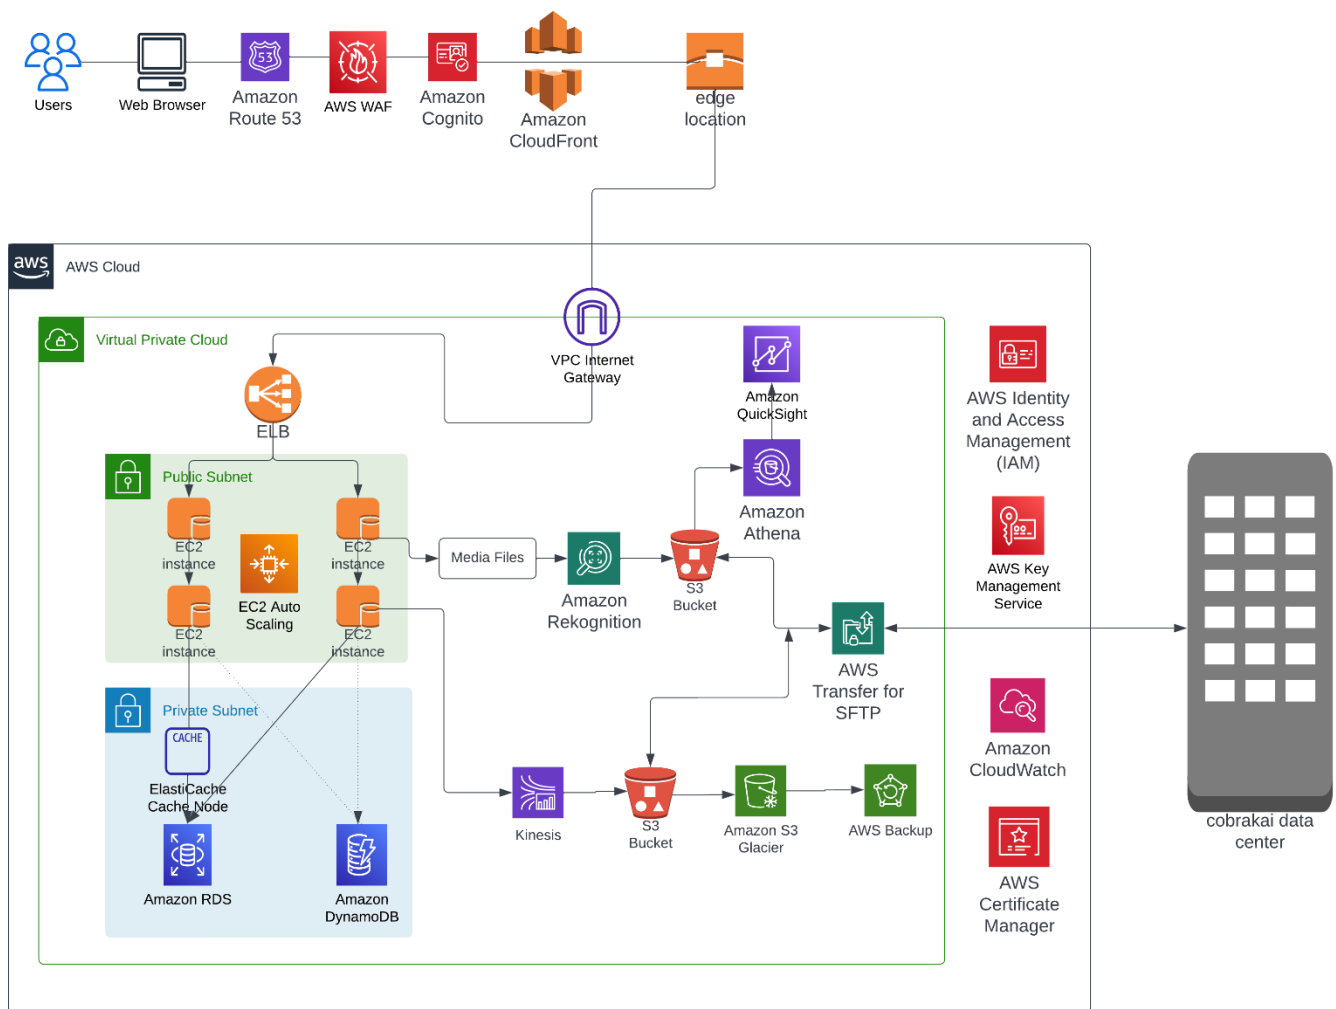 Users
Web Browser
53
Amazon
Route 53
AWS WAF
Amazon
Cognito
Amazon
CloudFront
edge
location
aws
AWS Cloud
Virtual Private Cloud
VPC Internet
Gateway
ELB
Amazon
QuickSight
AWS Identity
and Access
Management
(IAM)
Public Subnet
EC2
instance
EC2
instance
EC2 Auto
Scaling
EC2
instance
EC2
instance
Media Files
Amazon
Rekognition
S3
Bucket
Amazon
Athena
AWS Key
Management
Service
AWS
Transfer for
SFTP
Private Subnet
CACHE
ElastiCache
Cache Node
Amazon RDS
Amazon
DynamoDB
Kinesis
S3
Bucket
Amazon S3
Glacier
AWS Backup
Amazon
CloudWatch
AWS
Certificate
Manager
cobrakai data
center